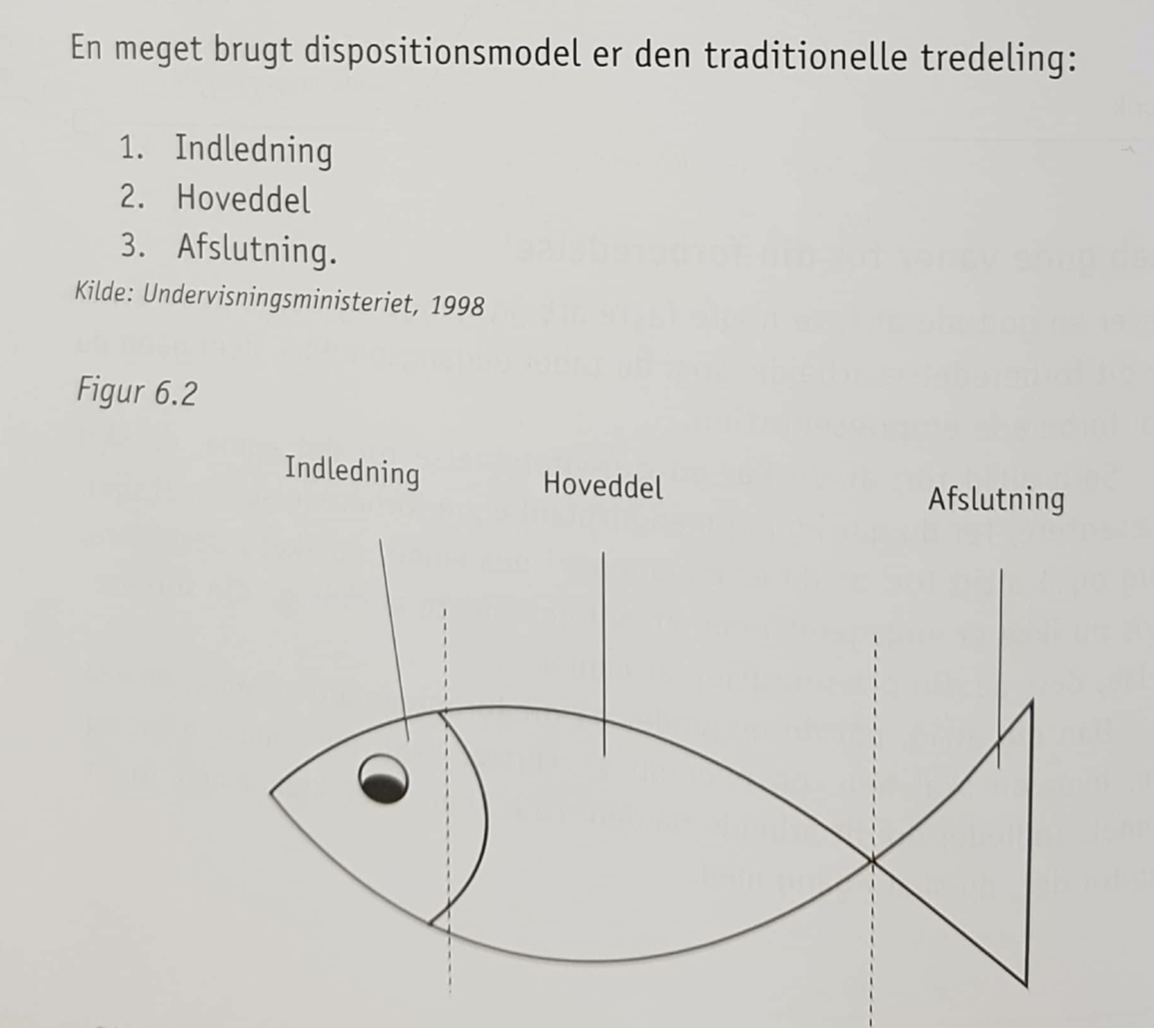 En meget brugt dispositionsmodel er den traditionelle tredeling:
1. Indledning
2. Hoveddel
3. Afslutning.
Kilde: Undervisningsministeriet, 1998
Figur 6.2
Indledning
Hoveddel
Afslutning